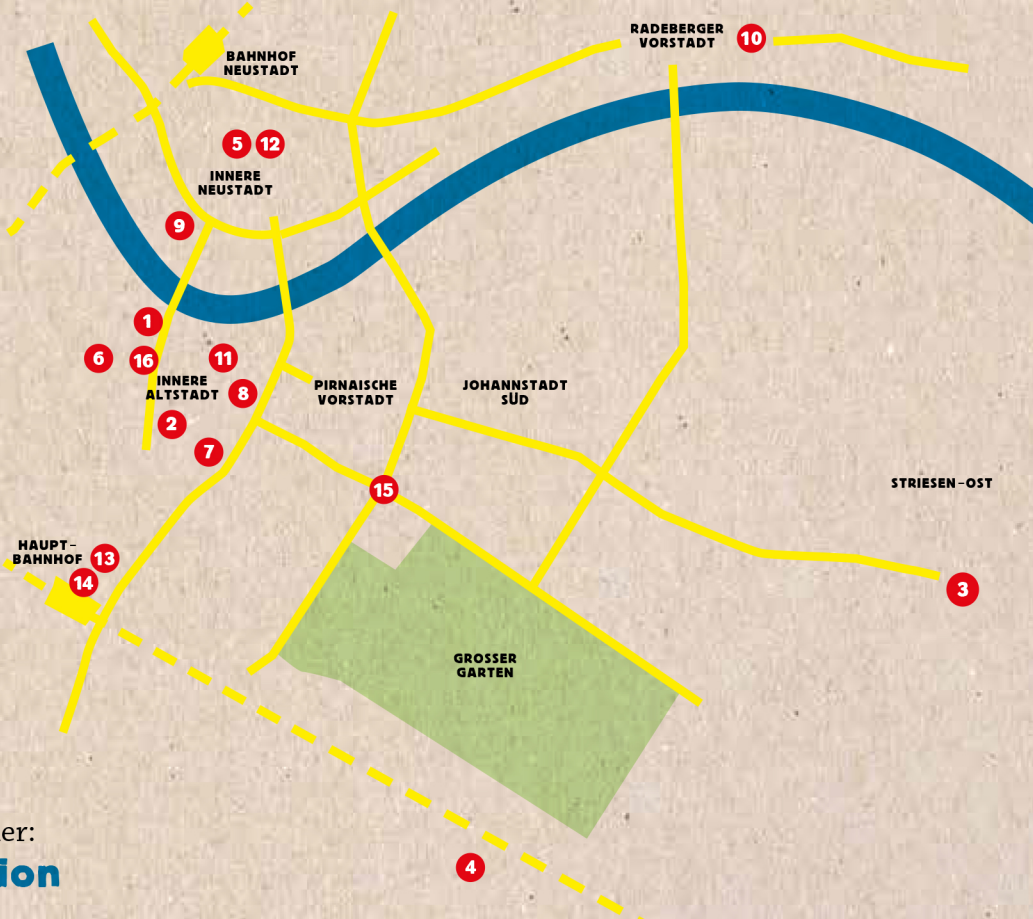 RADEBERGER
VORSTADT
10
BAHNHOF
NEUSTADT
5 12
INNERE
NEUSTADT
9
1
6 16 11
INNERE
ALTSTADT
8
PIRNAISCHE
VORSTADT
JOHANNSTADT
SÜD
2
7
15
STRIESEN-OST
HAUPT-
BAHNHOF
13
14
3
GROSSER
GARTEN
er:
ion
4